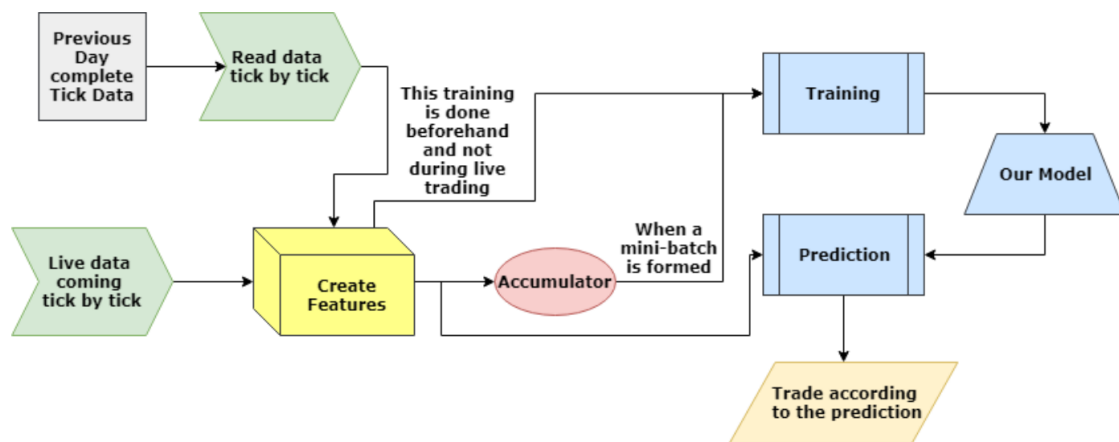 Previous
Day
complete
Tick Data
Read data
tick by tick
This training
is done
beforehand
and not
during live
trading
Training
Our Model
Live data
coming
tick by tick
Create
Features
Accumulator
When a
mini-batch
is formed
Prediction
Trade according
to the prediction